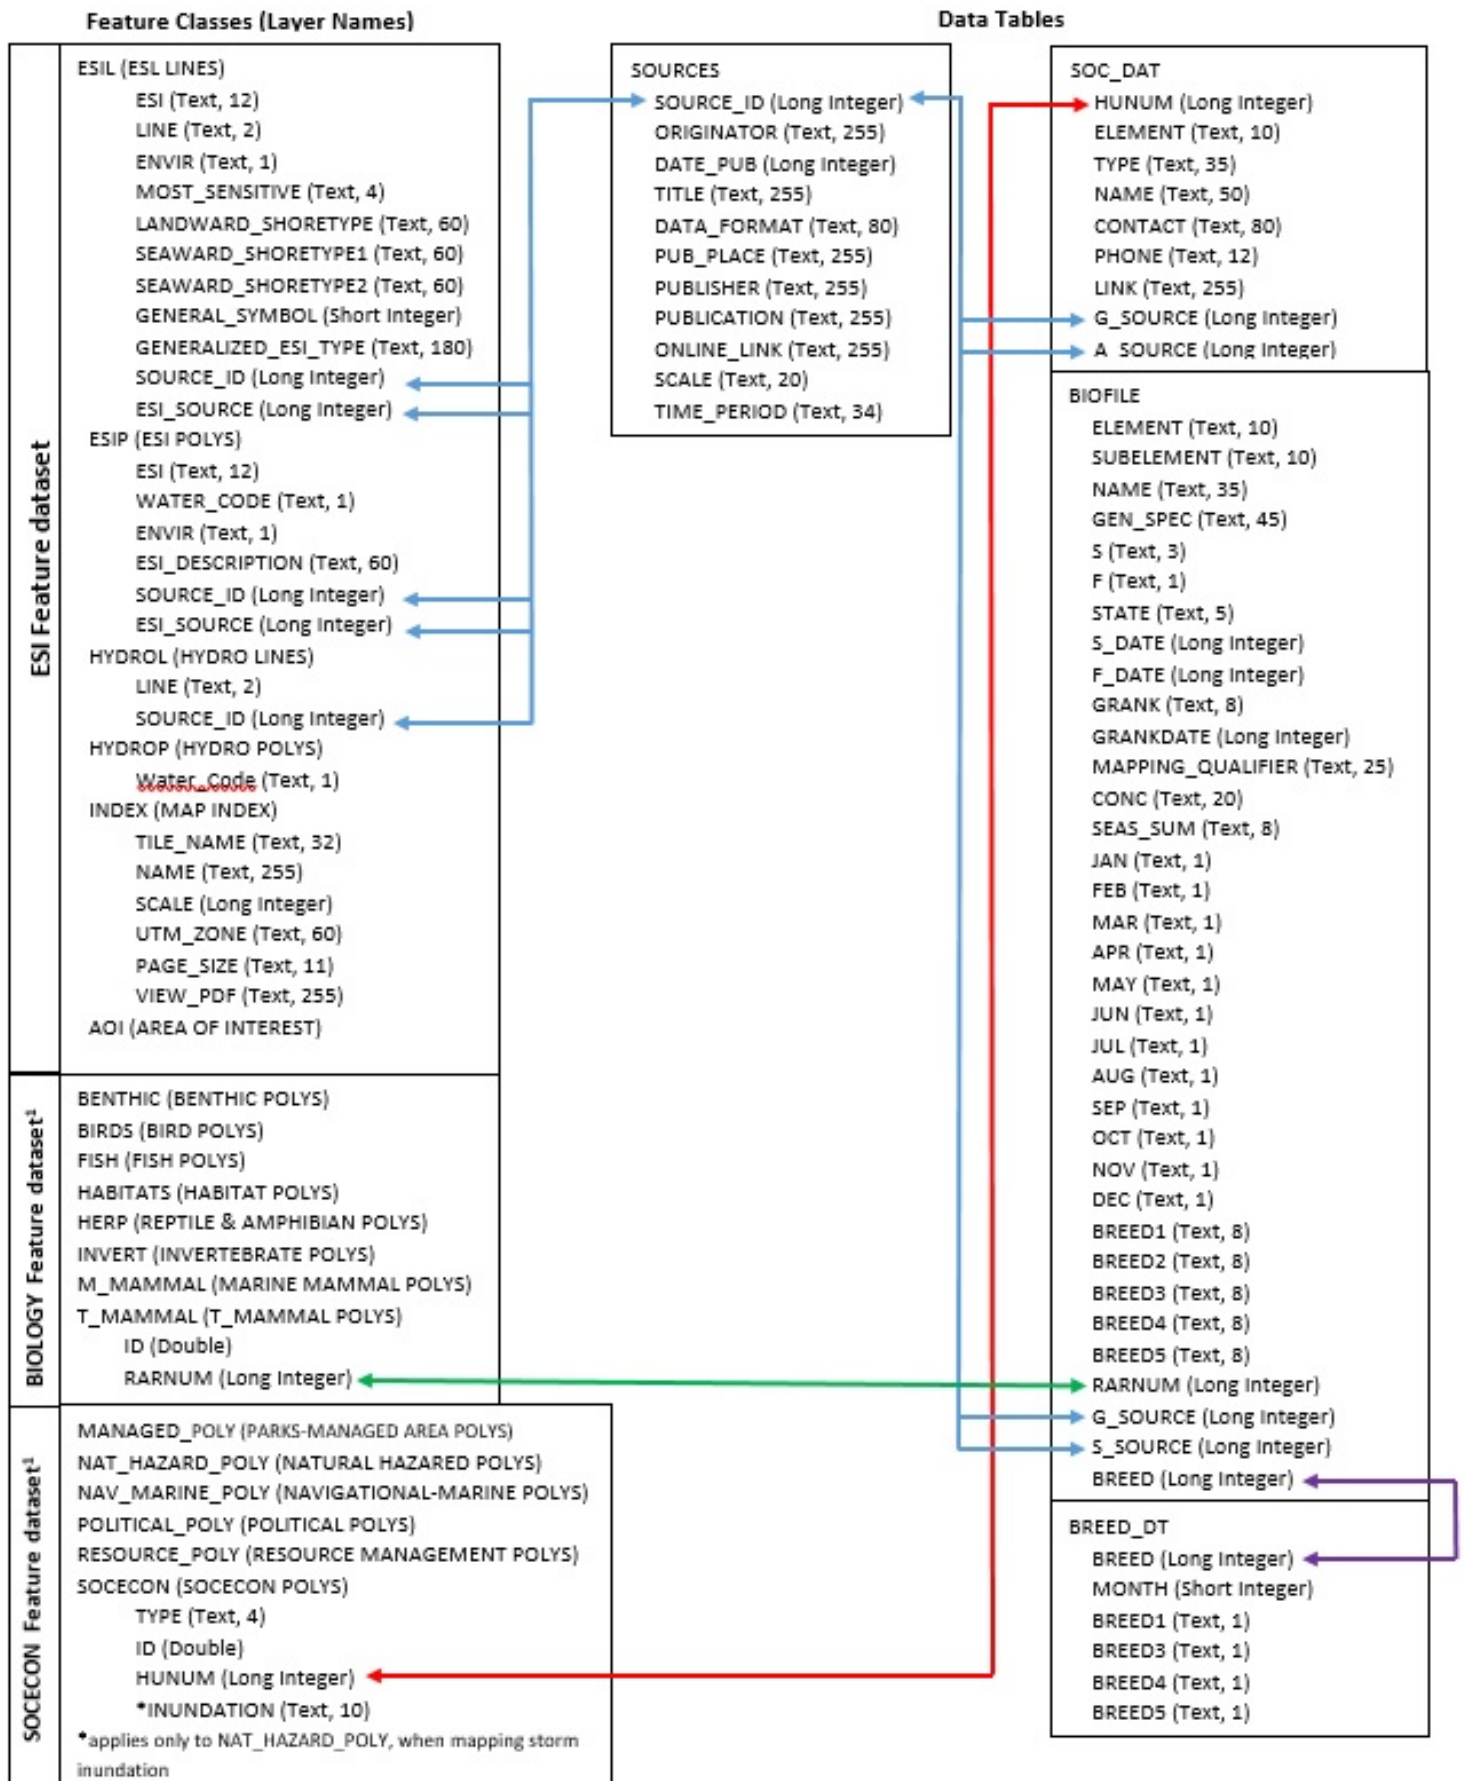 Feature Classes (Layer Names)
Data Tables
ESI Feature dataset
ESIL (ESL LINES)
ESI (Text, 12)
LINE (Text, 2)
ENVIR (Text, 1)
MOST_SENSITIVE (Text, 4)
LANDWARD_SHORETYPE (Text, 60)
SEAWARD_SHORETYPE1 (Text, 60)
SEAWARD_SHORETYPE2 (Text, 60)
GENERAL_SYMBOL (Short Integer)
GENERALIZED_ESI_TYPE (Text, 180)
SOURCE_ID (Long Integer)
ESI_SOURCE (Long Integer)
ESIP (ESI POLYS)
ESI (Text, 12)
WATER_CODE (Text, 1)
ENVIR (Text, 1)
ESI_DESCRIPTION (Text, 60)
SOURCE_ID (Long Integer)
ESI_SOURCE (Long Integer)
HYDROL (HYDRO LINES)
LINE (Text, 2)
SOURCE_ID (Long Integer)
HYDROP (HYDRO POLYS)
Water_Code (Text, 1)
INDEX (MAP INDEX)
TILE_NAME (Text, 32)
NAME (Text, 255)
SCALE (Long Integer)
UTM_ZONE (Text, 60)
PAGE_SIZE (Text, 11)
VIEW_PDF (Text, 255)
AOI (AREA OF INTEREST)
BIOLOGY Feature dataset¹
BENTHIC (BENTHIC POLYS)
BIRDS (BIRD POLYS)
FISH (FISH POLYS)
HABITATS (HABITAT POLYS)
HERP (REPTILE & AMPHIBIAN POLYS)
INVERT (INVERTEBRATE POLYS)
M_MAMMAL (MARINE MAMMAL POLYS)
T_MAMMAL (T_MAMMAL POLYS)
ID (Double)
RARNUM (Long Integer)
SOCECON Feature dataset¹
MANAGED_POLY (PARKS-MANAGED AREA POLYS)
NAT_HAZARD_POLY (NATURAL HAZARED POLYS)
NAV_MARINE_POLY (NAVIGATIONAL-MARINE POLYS)
POLITICAL_POLY (POLITICAL POLYS)
RESOURCE_POLY (RESOURCE MANAGEMENT POLYS)
SOCECON (SOCECON POLYS)
TYPE (Text, 4)
ID (Double)
HUNUM (Long Integer)
*INUNDATION (Text, 10)
*applies only to NAT_HAZARD_POLY, when mapping storm
inundation
SOURCES
SOURCE_ID (Long Integer)
ORIGINATOR (Text, 255)
DATE_PUB (Long Integer)
TITLE (Text, 255)
DATA_FORMAT (Text, 80)
PUB_PLACE (Text, 255)
PUBLISHER (Text, 255)
PUBLICATION (Text, 255)
ONLINE_LINK (Text, 255)
SCALE (Text, 20)
TIME_PERIOD (Text, 34)
SOC_DAT
HUNUM (Long Integer)
ELEMENT (Text, 10)
TYPE (Text, 35)
NAME (Text, 50)
CONTACT (Text, 80)
PHONE (Text, 12)
LINK (Text, 255)
G_SOURCE (Long Integer)
A_SOURCE (Long Integer)
BIOFILE
ELEMENT (Text, 10)
SUBELEMENT (Text, 10)
NAME (Text, 35)
GEN_SPEC (Text, 45)
S (Text, 3)
F (Text, 1)
STATE (Text, 5)
S_DATE (Long Integer)
F_DATE (Long Integer)
GRANK (Text, 8)
GRANKDATE (Long Integer)
MAPPING_QUALIFIER (Text, 25)
CONC (Text, 20)
SEAS_SUM (Text, 8)
JAN (Text, 1)
FEB (Text, 1)
MAR (Text, 1)
APR (Text, 1)
MAY (Text, 1)
JUN (Text, 1)
JUL (Text, 1)
AUG (Text, 1)
SEP (Text, 1)
OCT (Text, 1)
NOV (Text, 1)
DEC (Text, 1)
BREED1 (Text, 8)
BREED2 (Text, 8)
BREED3 (Text, 8)
BREED4 (Text, 8)
BREED5 (Text, 8)
RARNUM (Long Integer)
G_SOURCE (Long Integer)
S_SOURCE (Long Integer)
BREED (Long Integer)
BREED_DT
BREED (Long Integer)
MONTH (Short Integer)
BREED1 (Text, 1)
BREED3 (Text, 1)
BREED4 (Text, 1)
BREED5 (Text, 1)